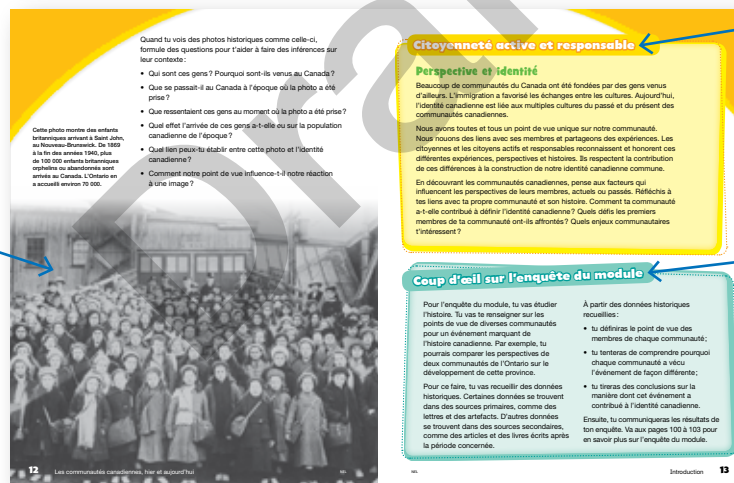 Quand tu vois des photos historiques comme celle-ci,
formule des questions pour t'aider à faire des inférences sur
leur contexte :
• Qui sont ces gens ? Pourquoi sont-ils venus au Canada ?
• Que se passait-il au Canada à l'époque où la photo a été
prise ?
• Que ressentaient ces gens au moment où la photo a été prise ?
• Quel effet l'arrivée de ces gens a-t-elle eu sur la population
canadienne de l'époque ?
• Quel lien peux-tu établir entre cette photo et l'identité
canadienne ?
• Comment notre point de vue influence-t-il notre réaction
à une image ?
Cette photo montre des enfants
britanniques arrivant à Saint John,
au Nouveau-Brunswick. De 1869
à la fin des années 1940, plus
de 100 000 enfants britanniques
orphelins ou abandonnés sont
arrivés au Canada. L'Ontario en
a accueilli environ 70 000.
12 Les communautés canadiennes, hier et aujourd'hui
NEL
Citoyenneté active et responsable
Perspective et identité
Beaucoup de communautés du Canada ont été fondées par des gens venus
d'ailleurs. L'immigration a favorisé les échanges entre les cultures. Aujourd'hui,
l'identité canadienne est liée aux multiples cultures du passé et du présent des
communautés canadiennes.
Nous avons toutes et tous un point de vue unique sur notre communauté.
Nous nouons des liens avec ses membres et partageons des expériences. Les
citoyennes et les citoyens actifs et responsables reconnaissent et honorent ces
différentes expériences, perspectives et histoires. Ils respectent la contribution
de ces différences à la construction de notre identité canadienne commune.
En découvrant les communautés canadiennes, pense aux facteurs qui
influencent les perspectives de leurs membres, actuels ou passés. Réfléchis à
tes liens avec ta propre communauté et son histoire. Comment ta communauté
a-t-elle contribué à définir l'identité canadienne ? Quels défis les premiers
membres de ta communauté ont-ils affrontés ? Quels enjeux communautaires
t'intéressent ?
Coup d'œil sur l'enquête du module
Pour l'enquête du module, tu vas étudier
l'histoire. Tu vas te renseigner sur les
points de vue de diverses communautés
pour un événement marquant de
l'histoire canadienne. Par exemple, tu
pourrais comparer les perspectives de
deux communautés de l'Ontario sur le
développement de cette province.
Pour ce faire, tu vas recueillir des données
historiques. Certaines données se trouvent
dans des sources primaires, comme des
lettres et des artefacts. D'autres données
se trouvent dans des sources secondaires,
comme des articles et des livres écrits après
la période concernée.
À partir des données historiques
recueillies :
• tu définiras le point de vue des
membres de chaque communauté ;
• tu tenteras de comprendre pourquoi
chaque communauté a vécu
l'événement de façon différente ;
• tu tireras des conclusions sur la
manière dont cet événement a
contribué à l'identité canadienne.
Ensuite, tu communiqueras les résultats de
ton enquête. Va aux pages 100 à 103 pour
en savoir plus sur l'enquête du module.
NEL
Introduction 13